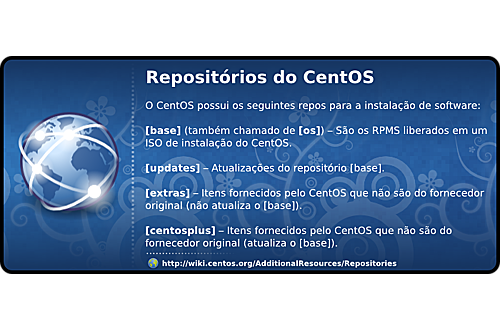 Repositórios do CentOS
O CentOS possui os seguintes repos para a instalação de software:
[base] (também chamado de [os]) – São os RPMS liberados em um
ISO de instalação do CentOS.
[updates] – Atualizações do repositório [base].
[extras] – Itens fornecidos pelo CentOS que não são do fornecedor
original (não atualiza o [base]).
[centosplus] – Itens fornecidos pelo CentOS que não são do
fornecedor original (atualiza o [base]).
http://wiki.centos.org/AdditionalResources/Repositories